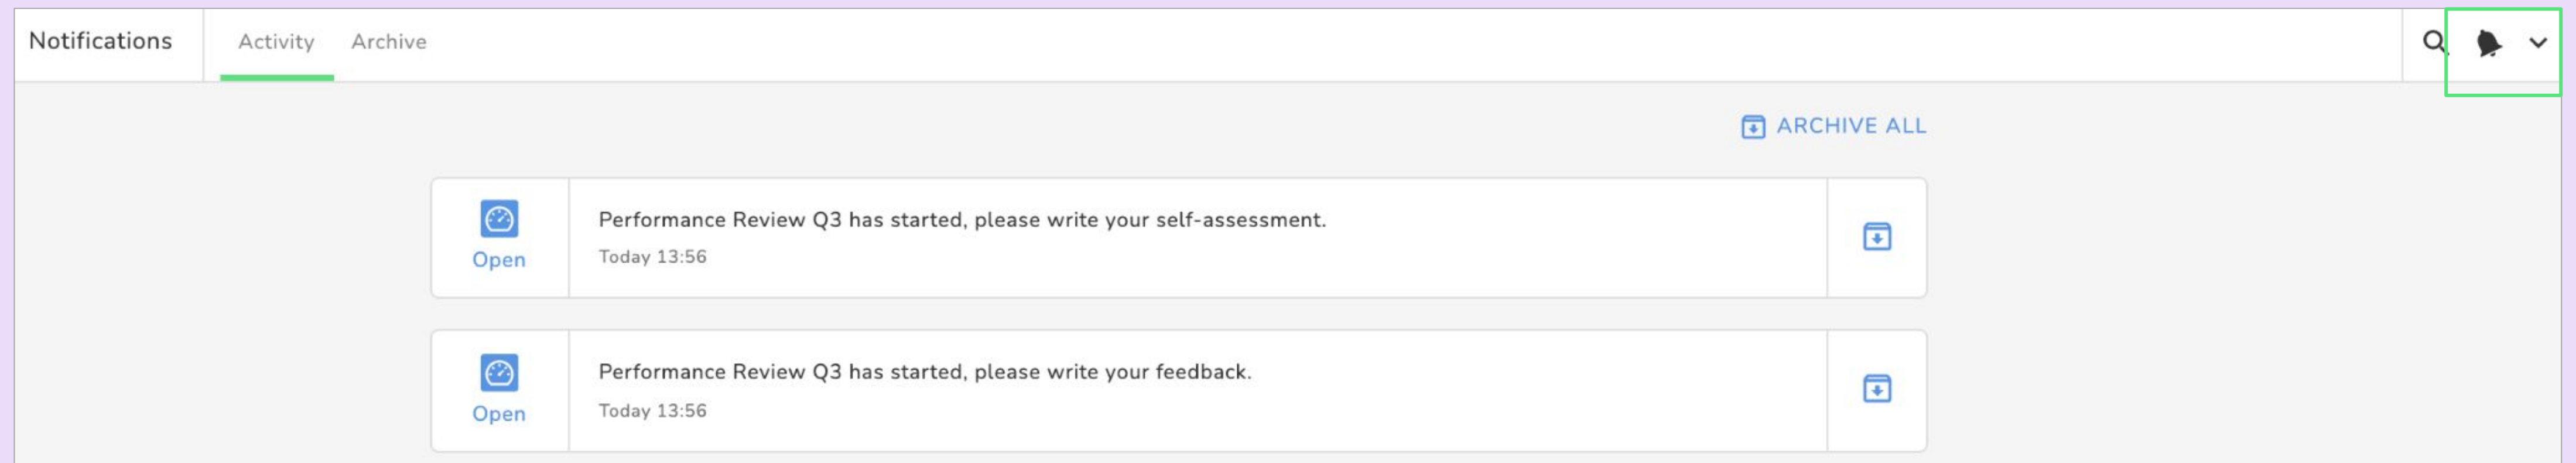 Notifications
Activity
Archive
ARCHIVE ALL
Open
Performance Review Q3 has started, please write your self-assessment.
Today 13:56
Open
Performance Review Q3 has started, please write your feedback.
Today 13:56